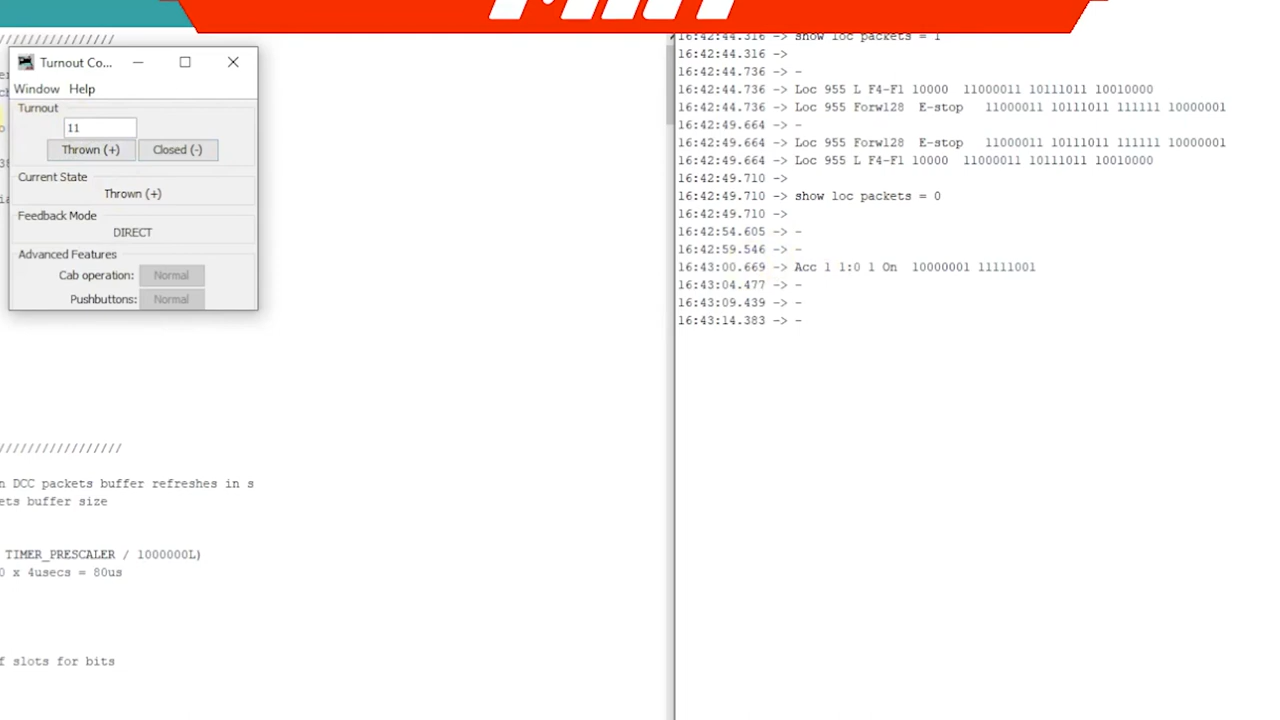 /////////////////
Turnout Co...
Window Help
Turnout
11
Thrown (+) Closed (-)
Current State
Thrown (+)
Feedback Mode
DIRECT
Advanced Features
Cab operation: Normal
Pushbuttons: Normal
/////////////////
n DCC packets buffer refreshes in s
ets buffer size
TIMER_PRESCALER / 1000000L)
0 x 4usecs = 80us
f slots for bits
16:42:44.316 -> show loc packets = 1
16:42:44.316 ->
16:42:44.736 -> -
16:42:44.736 -> Loc 955 L F4-F1 10000 11000011 10111011 10010000
16:42:44.736 -> Loc 955 Forw128 E-stop 11000011 10111011 111111 10000001
16:42:49.664 -> -
16:42:49.664 -> Loc 955 Forw128 E-stop 11000011 10111011 111111 10000001
16:42:49.664 -> Loc 955 L F4-F1 10000 11000011 10111011 10010000
16:42:49.710 ->
16:42:49.710 -> show loc packets = 0
16:42:49.710 ->
16:42:54.605 -> -
16:42:59.546 -> -
16:43:00.669 -> Acc 1 1:0 1 On 10000001 11111001
16:43:04.477 -> -
16:43:09.439 -> -
16:43:14.383 -> -